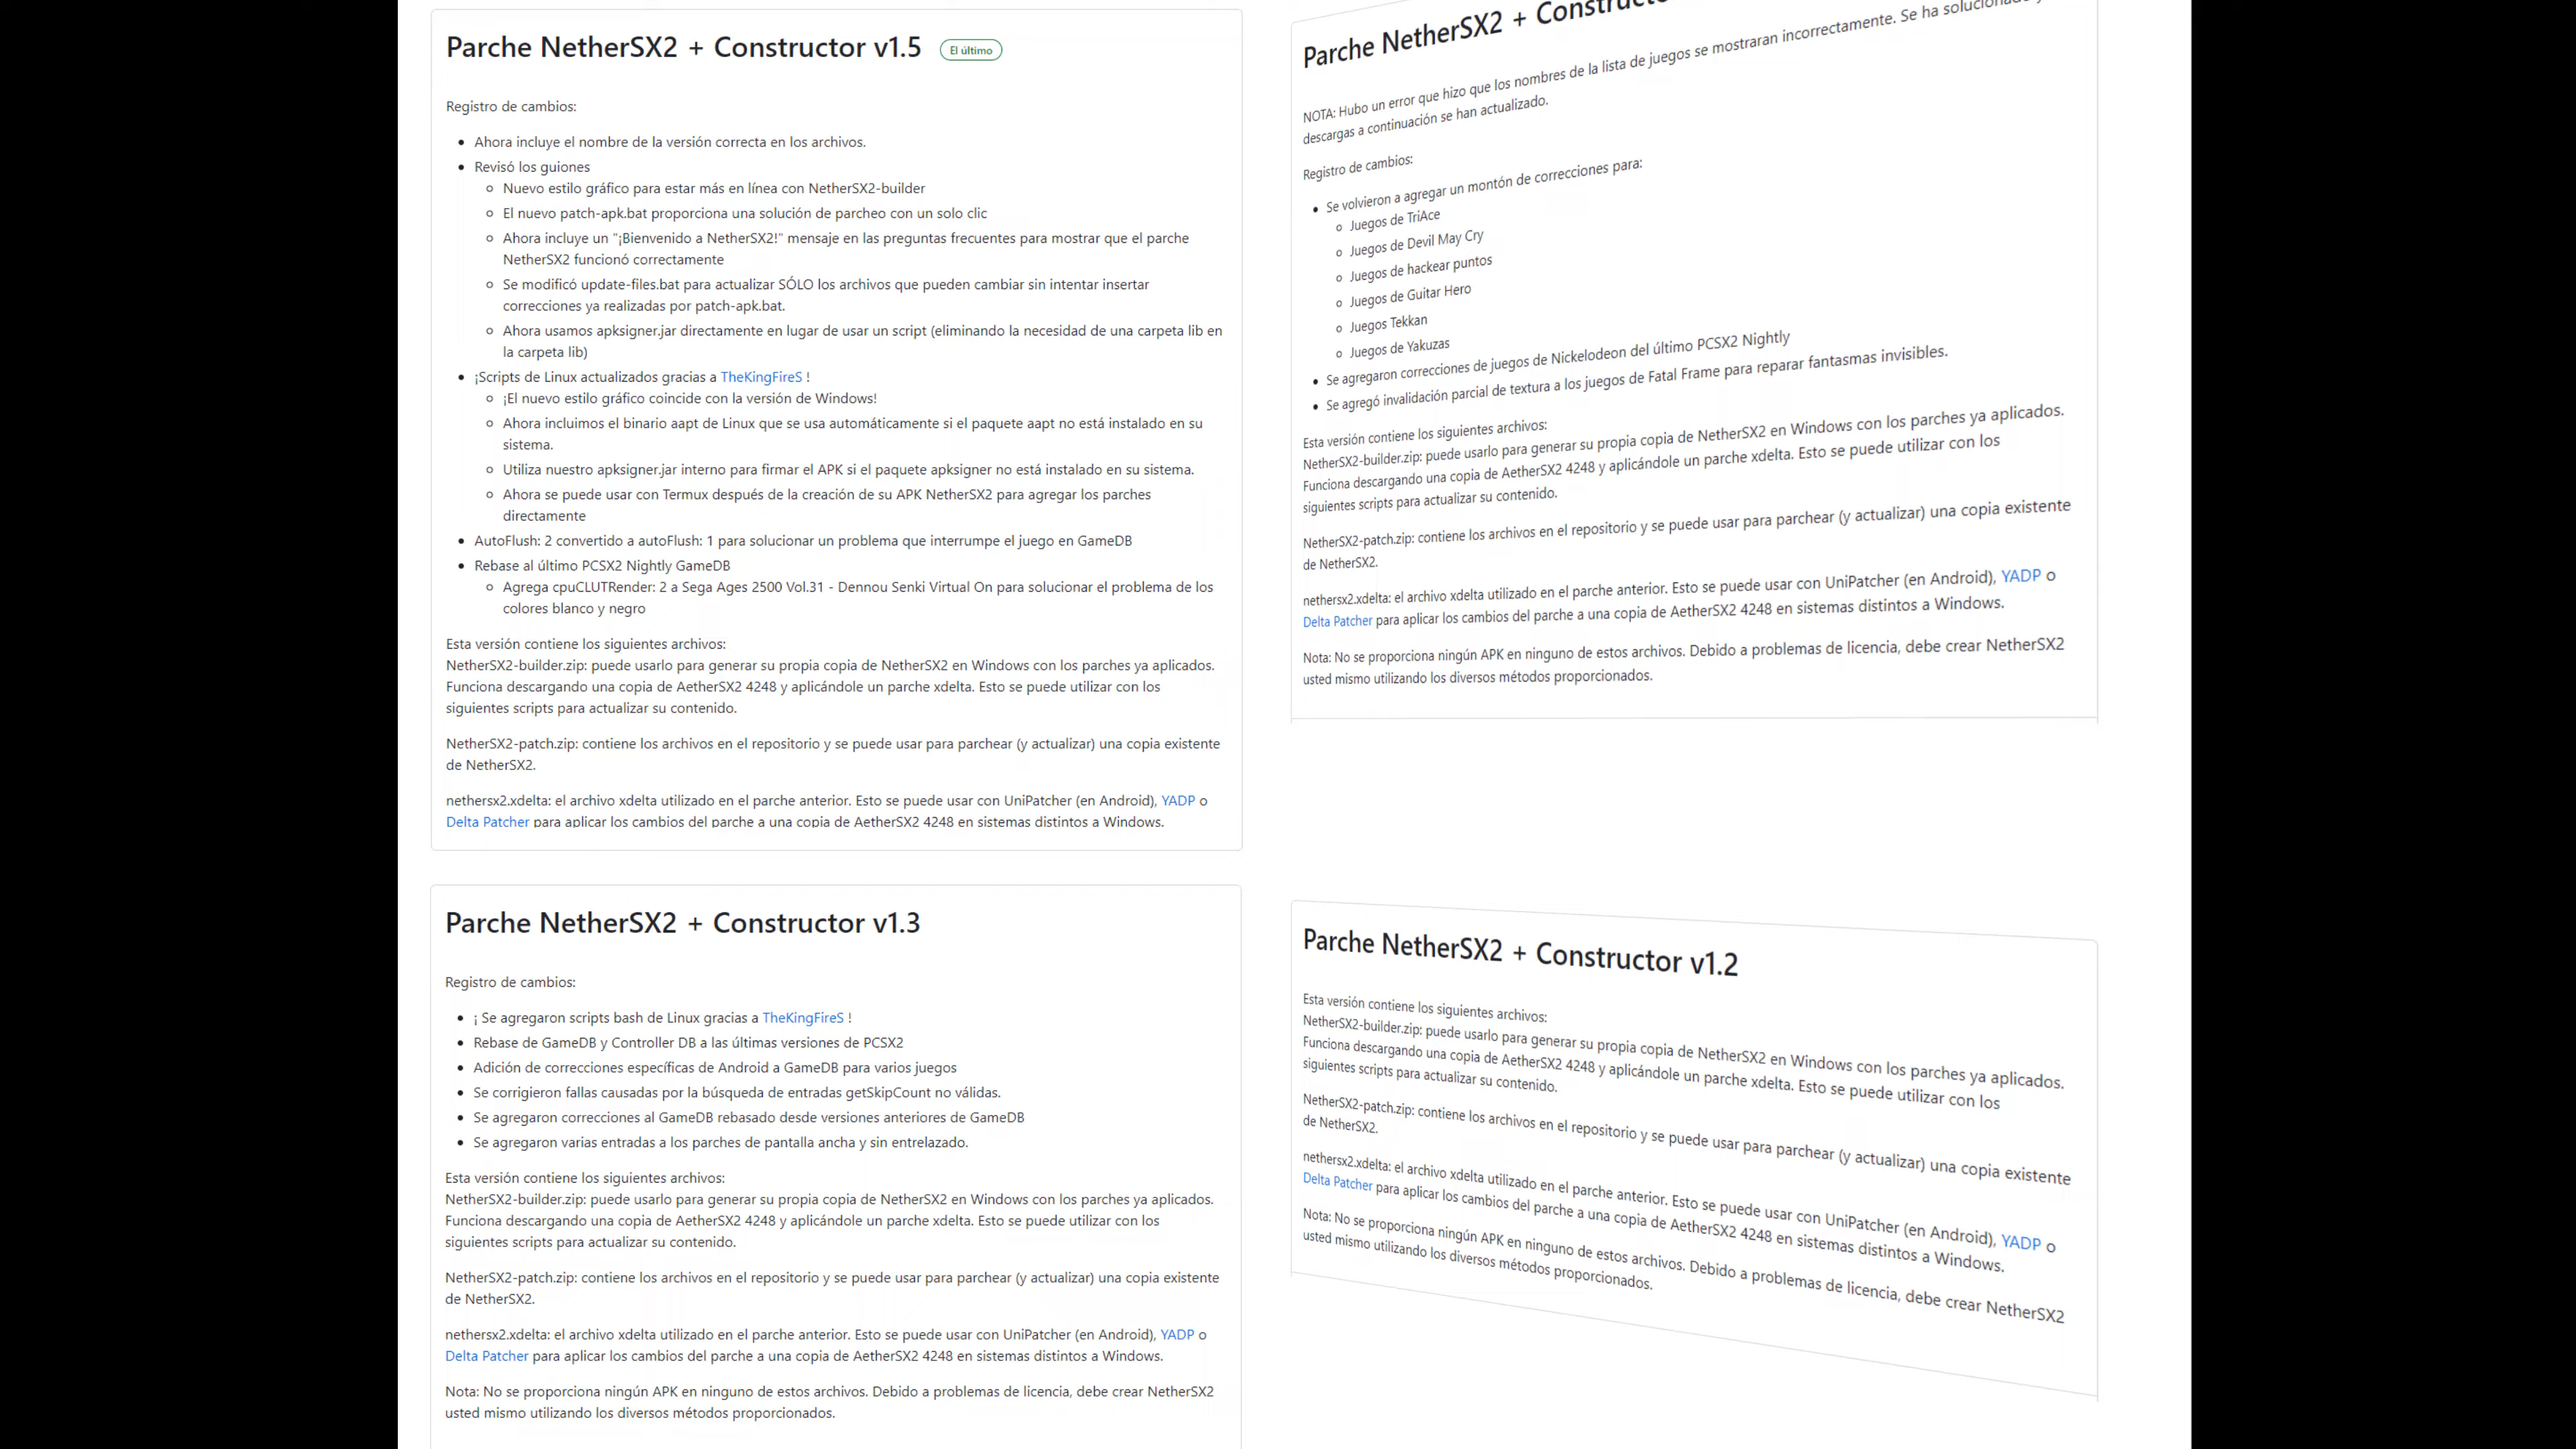 Parche NetherSX2 + Constructor v1.5 El último
Registro de cambios:
• Ahora incluye el nombre de la versión correcta en los archivos.
• Revisó los guiones
◦ Nuevo estilo gráfico para estar más en línea con NetherSX2-builder
◦ El nuevo patch-apk.bat proporciona una solución de parcheo con un solo clic
◦ Ahora incluye un "¡Bienvenido a NetherSX2!" mensaje en las preguntas frecuentes para mostrar que el parche
NetherSX2 funcionó correctamente
◦ Se modificó update-files.bat para actualizar SÓLO los archivos que pueden cambiar sin intentar insertar
correcciones ya realizadas por patch-apk.bat.
◦ Ahora usamos apksigner.jar directamente en lugar de usar un script (eliminando la necesidad de una carpeta lib en
la carpeta lib)
• ¡Scripts de Linux actualizados gracias a TheKingFireS !
◦ ¡El nuevo estilo gráfico coincide con la versión de Windows!
◦ Ahora incluimos el binario aapt de Linux que se usa automáticamente si el paquete aapt no está instalado en su
sistema.
◦ Utiliza nuestro apksigner.jar interno para firmar el APK si el paquete apksigner no está instalado en su sistema.
◦ Ahora se puede usar con Termux después de la creación de su APK NetherSX2 para agregar los parches
directamente
• AutoFlush: 2 convertido a autoFlush: 1 para solucionar un problema que interrumpe el juego en GameDB
• Rebase al último PCSX2 Nightly GameDB
◦ Agrega cpuCLUTRender: 2 a Sega Ages 2500 Vol.31 - Dennou Senki Virtual On para solucionar el problema de los
colores blanco y negro
Esta versión contiene los siguientes archivos:
NetherSX2-builder.zip: puede usarlo para generar su propia copia de NetherSX2 en Windows con los parches ya aplicados.
Funciona descargando una copia de AetherSX2 4248 y aplicándole un parche xdelta. Esto se puede utilizar con los
siguientes scripts para actualizar su contenido.
NetherSX2-patch.zip: contiene los archivos en el repositorio y se puede usar para parchear (y actualizar) una copia existente
de NetherSX2.
nethersx2.xdelta: el archivo xdelta utilizado en el parche anterior. Esto se puede usar con UniPatcher (en Android), YADP o
Delta Patcher para aplicar los cambios del parche a una copia de AetherSX2 4248 en sistemas distintos a Windows.
Parche NetherSX2 +
NOTA: Hubo un error que hizo que los nombres de la lista de juegos se mostraran incorrectamente. Se ha
descargas a continuación se han actualizado.
Registro de cambios:
• Se volvieron a agregar un montón de correcciones para:
◦ Juegos de TriAce
◦ Juegos de Devil May Cry
◦ Juegos de hackear puntos
◦ Juegos de Guitar Hero
◦ Juegos Tekkan
◦ Juegos de Yakuzas
• Se agregaron correcciones de juegos de Nickelodeon del último PCSX2 Nightly
• Se agregó invalidación parcial de textura a los juegos de Fatal Frame para reparar fantasmas invisibles.
Esta versión contiene los siguientes archivos:
NetherSX2-builder.zip: puede usarlo para generar su propia copia de NetherSX2 en Windows con los parches ya aplicados.
Funciona descargando una copia de AetherSX2 4248 y aplicándole un parche xdelta. Esto se puede utilizar con los
siguientes scripts para actualizar su contenido.
NetherSX2-patch.zip: contiene los archivos en el repositorio y se puede usar para parchear (y actualizar) una copia existente
de NetherSX2.
nethersx2.xdelta: el archivo xdelta utilizado en el parche anterior. Esto se puede usar con UniPatcher (en Android), YADP o
Delta Patcher para aplicar los cambios del parche a una copia de AetherSX2 4248 en sistemas distintos a Windows.
Nota: No se proporciona ningún APK en ninguno de estos archivos. Debido a problemas de licencia, debe crear NetherSX2
usted mismo utilizando los diversos métodos proporcionados.
Parche NetherSX2 + Constructor v1.3
Registro de cambios:
• ¡ Se agregaron scripts bash de Linux gracias a TheKingFireS !
• Rebase de GameDB y Controller DB a las últimas versiones de PCSX2
• Adición de correcciones específicas de Android a GameDB para varios juegos
• Se corrigieron fallas causadas por la búsqueda de entradas getSkipCount no válidas.
• Se agregaron correcciones al GameDB rebasado desde versiones anteriores de GameDB
• Se agregaron varias entradas a los parches de pantalla ancha y sin entrelazado.
Esta versión contiene los siguientes archivos:
NetherSX2-builder.zip: puede usarlo para generar su propia copia de NetherSX2 en Windows con los parches ya aplicados.
Funciona descargando una copia de AetherSX2 4248 y aplicándole un parche xdelta. Esto se puede utilizar con los
siguientes scripts para actualizar su contenido.
NetherSX2-patch.zip: contiene los archivos en el repositorio y se puede usar para parchear (y actualizar) una copia existente
de NetherSX2.
nethersx2.xdelta: el archivo xdelta utilizado en el parche anterior. Esto se puede usar con UniPatcher (en Android), YADP o
Delta Patcher para aplicar los cambios del parche a una copia de AetherSX2 4248 en sistemas distintos a Windows.
Nota: No se proporciona ningún APK en ninguno de estos archivos. Debido a problemas de licencia, debe crear NetherSX2
usted mismo utilizando los diversos métodos proporcionados.
Parche NetherSX2 + Constructor v1.2
Esta versión contiene los siguientes archivos:
NetherSX2-builder.zip: puede usarlo para generar su propia copia de NetherSX2 en Windows con los parches ya aplicados.
Funciona descargando una copia de AetherSX2 4248 y aplicándole un parche xdelta. Esto se puede utilizar con los
siguientes scripts para actualizar su contenido.
NetherSX2-patch.zip: contiene los archivos en el repositorio y se puede usar para parchear (y actualizar) una copia existente
de NetherSX2.
nethersx2.xdelta: el archivo xdelta utilizado en el parche anterior. Esto se puede usar con UniPatcher (en Android), YADP o
Delta Patcher para aplicar los cambios del parche a una copia de AetherSX2 4248 en sistemas distintos a Windows.
Nota: No se proporciona ningún APK en ninguno de estos archivos. Debido a problemas de licencia, debe crear NetherSX2
usted mismo utilizando los diversos métodos proporcionados.